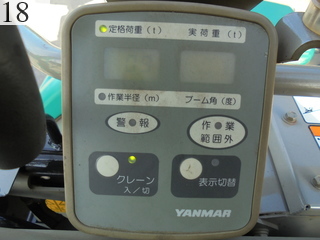 18
定格荷重（t） 実荷重（t）
作業半径（m） ブーム角（度）
警報 作業
範囲外
クレーン 表示切替
入／切
YANMAR